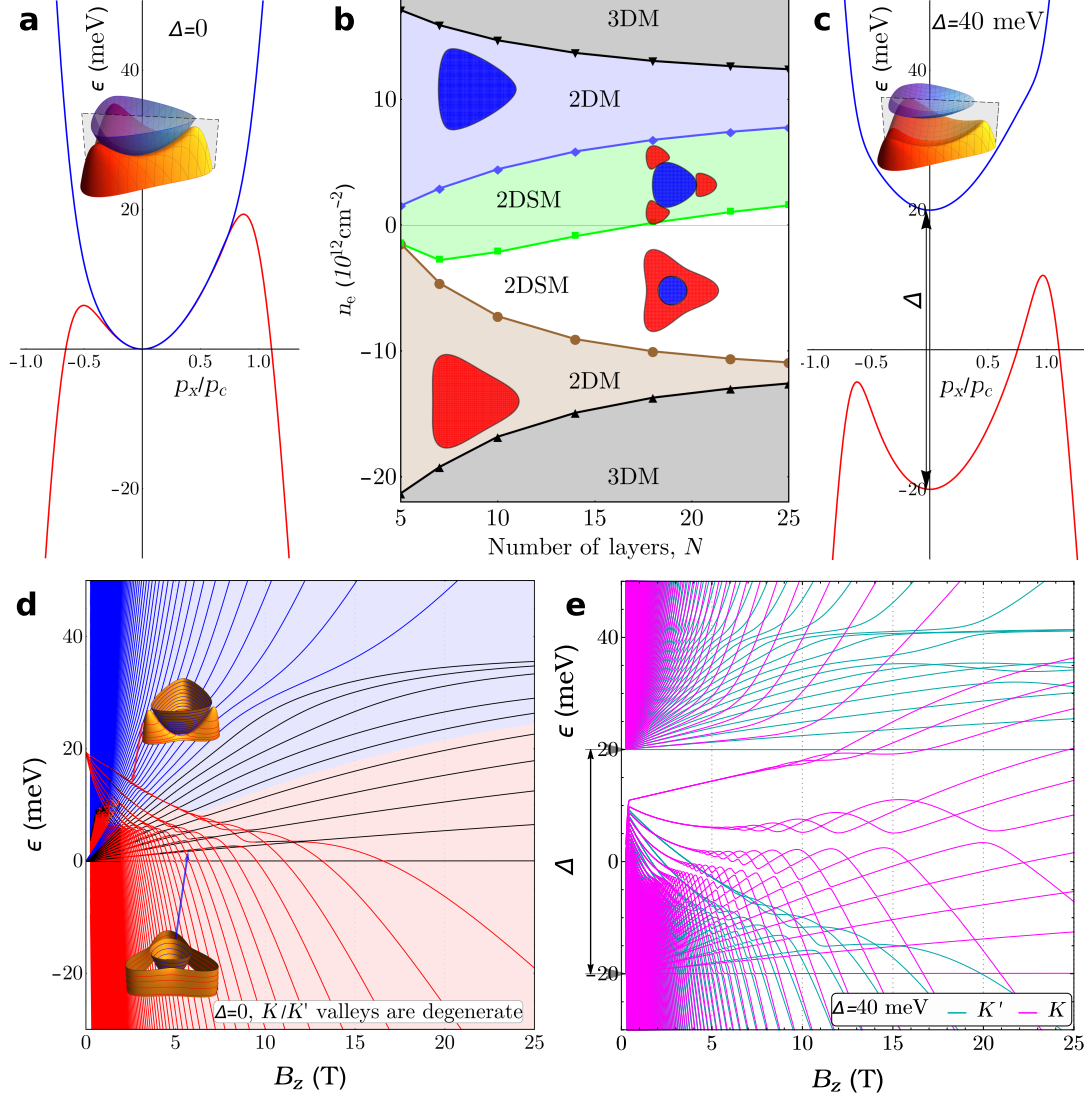 a
ϵ (meV)
Δ=0
40
20
-1.0 -0.5 0.5 1.0
p_x/p_c
-20
b
3DM
10
2DM
2DSM
0
2DSM
-10
2DM
3DM
-20
n_e (10^12 cm^-2)
5 10 15 20 25
Number of layers, N
c
ϵ (meV)
Δ=40 meV
40
20
Δ
-1.0 -0.5 0.5 1.0
p_x/p_c
-20
d
40
20
0
-20
ϵ (meV)
Δ=0, K/K' valleys are degenerate
0 5 10 15 20 25
B_z (T)
e
ϵ (meV)
40
20
0
-20
Δ
Δ=40 meV K' K
0 5 10 15 20 25
B_z (T)